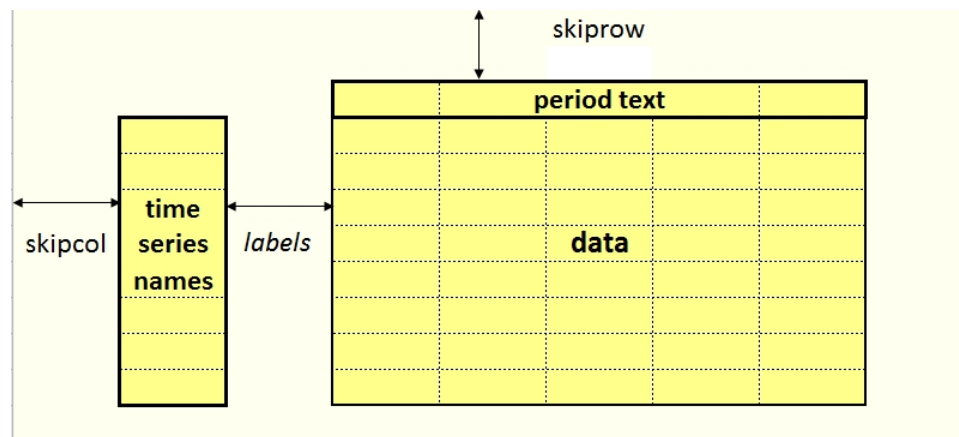 skiprow
period text
time
series
names
skipcol
labels
data